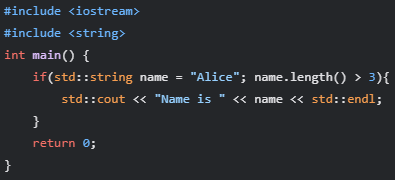 #include <iostream>
#include <string>
int main() {
    if(std::string name = "Alice"; name.length() > 3){
        std::cout << "Name is " << name << std::endl;
    }
    return 0;
}